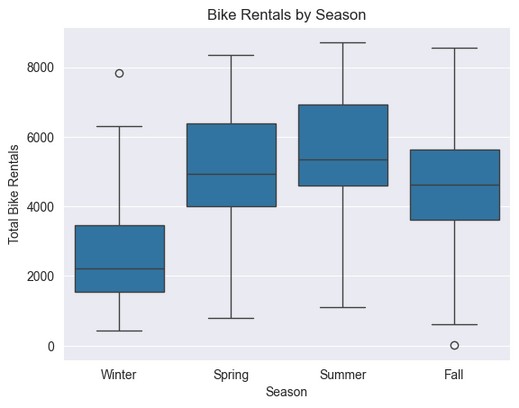 Bike Rentals by Season
Total Bike Rentals
8000
6000
4000
2000
0
Winter Spring Summer Fall
Season